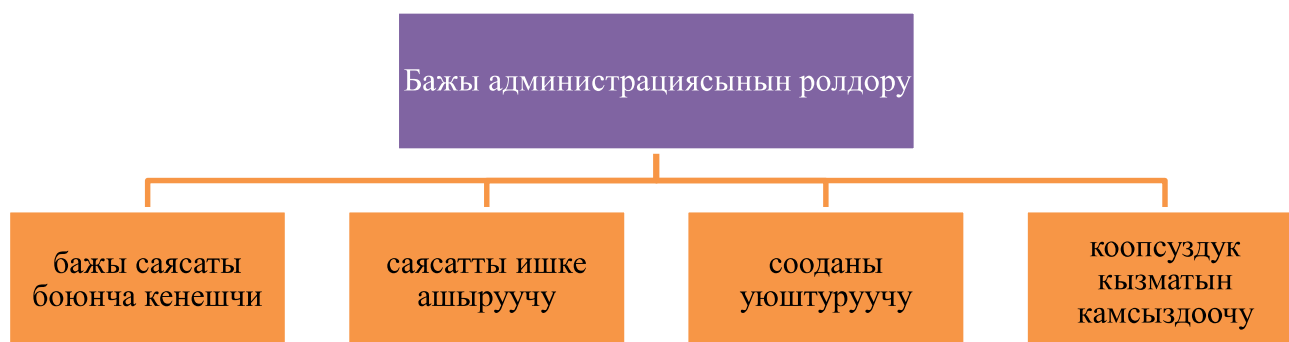 Бажы администрациясынын ролдору
бажы саясаты
боюнча кенешчи
саясатты ишке
ашыруучу
сооданы
уюштуруучу
коопсуздук
кызматын
камсыздоочу